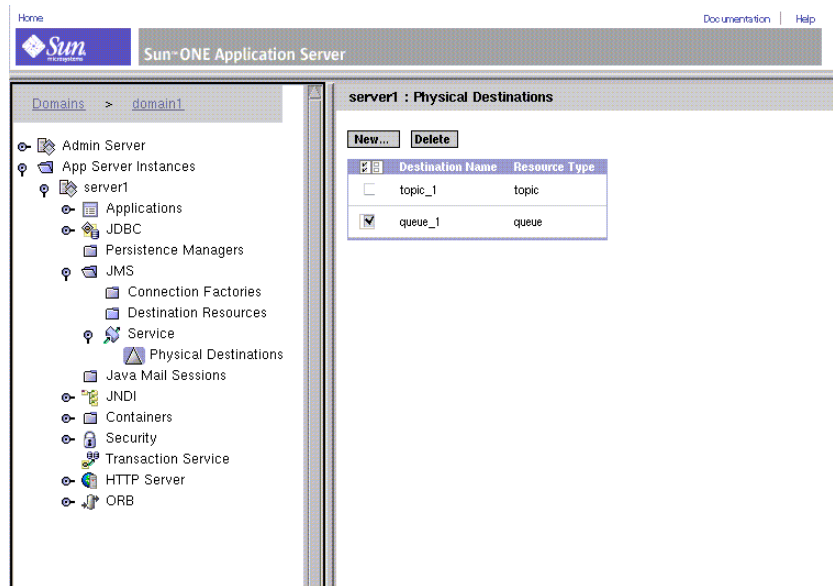 Home
Documentation | Help
Sun
microsystems
Sun™ ONE Application Server
Domains > domain1
Admin Server
App Server Instances
server1
Applications
JDBC
Persistence Managers
JMS
Connection Factories
Destination Resources
Service
Physical Destinations
Java Mail Sessions
JNDI
Containers
Security
Transaction Service
HTTP Server
ORB
server1 : Physical Destinations
New... Delete
Destination Name Resource Type
topic_1 topic
queue_1 queue